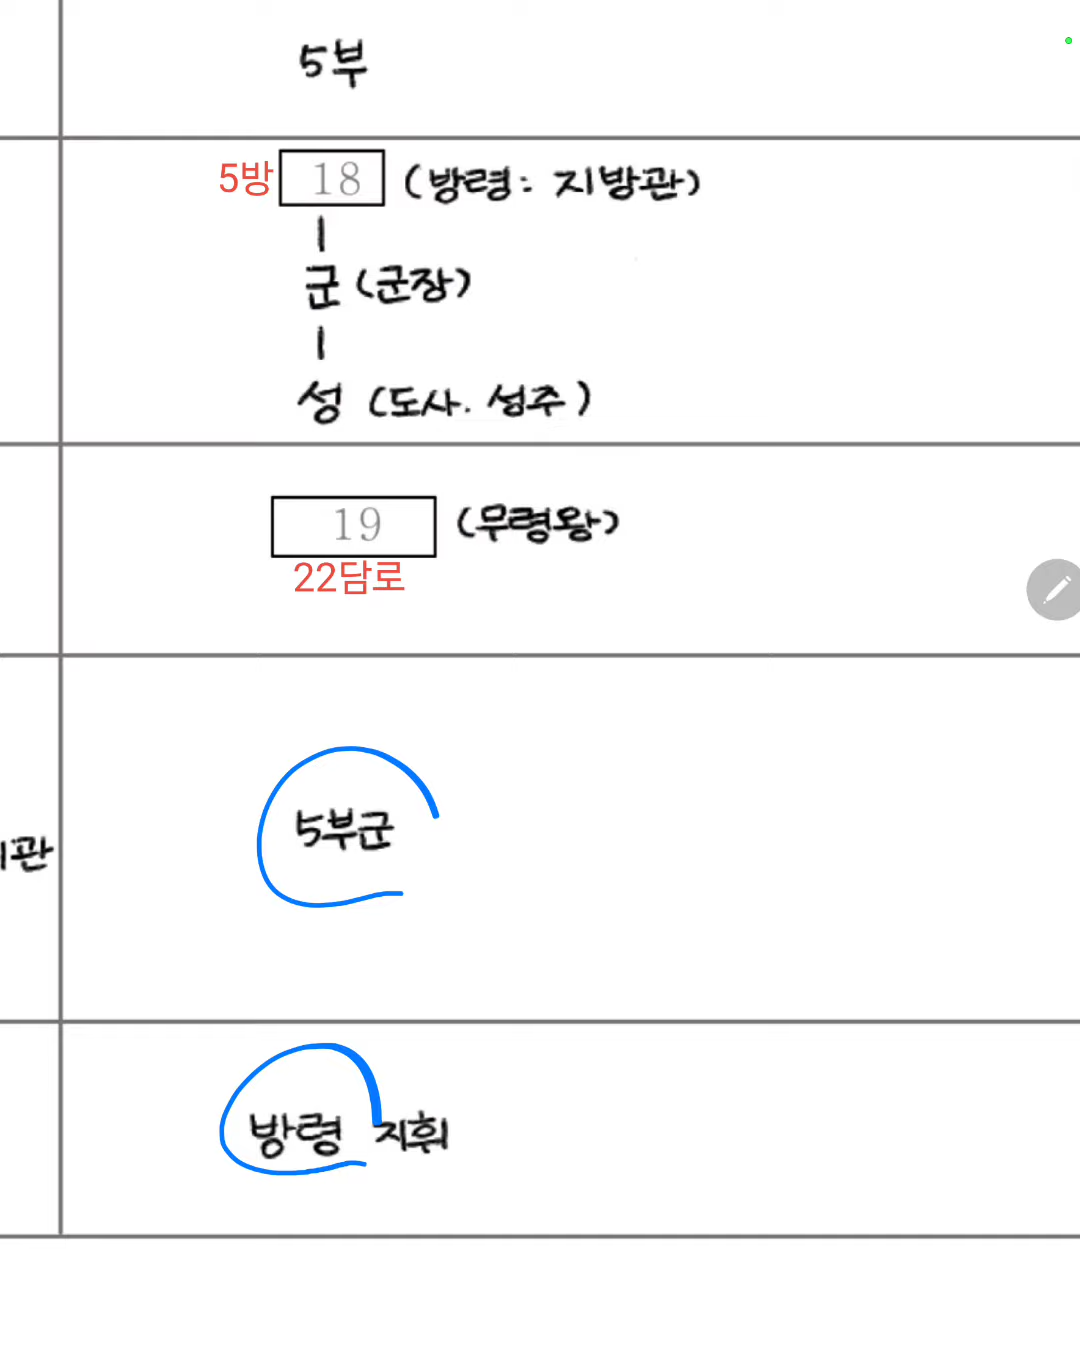 5부
5방 18 (방령: 지방관)
군 (군장)
성 (도사. 성주)
19 (무령왕)
22담로
5부군
관
방령 지휘